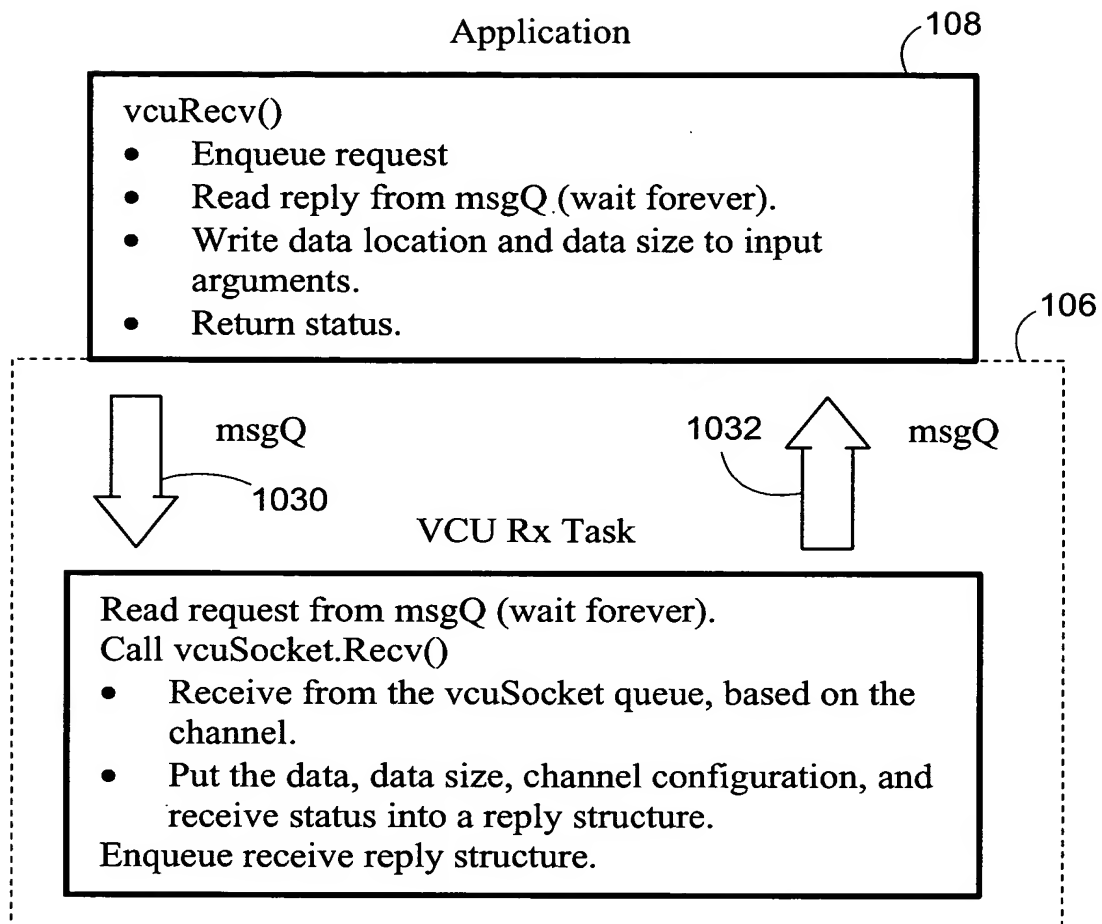 Application
108
vcuRecv()
• Enqueue request
• Read reply from msgQ (wait forever).
• Write data location and data size to input
arguments.
• Return status.
106
msgQ
1030
1032
msgQ
VCU Rx Task
Read request from msgQ (wait forever).
Call vcuSocket.Recv()
• Receive from the vcuSocket queue, based on the
channel.
• Put the data, data size, channel configuration, and
receive status into a reply structure.
Enqueue receive reply structure.